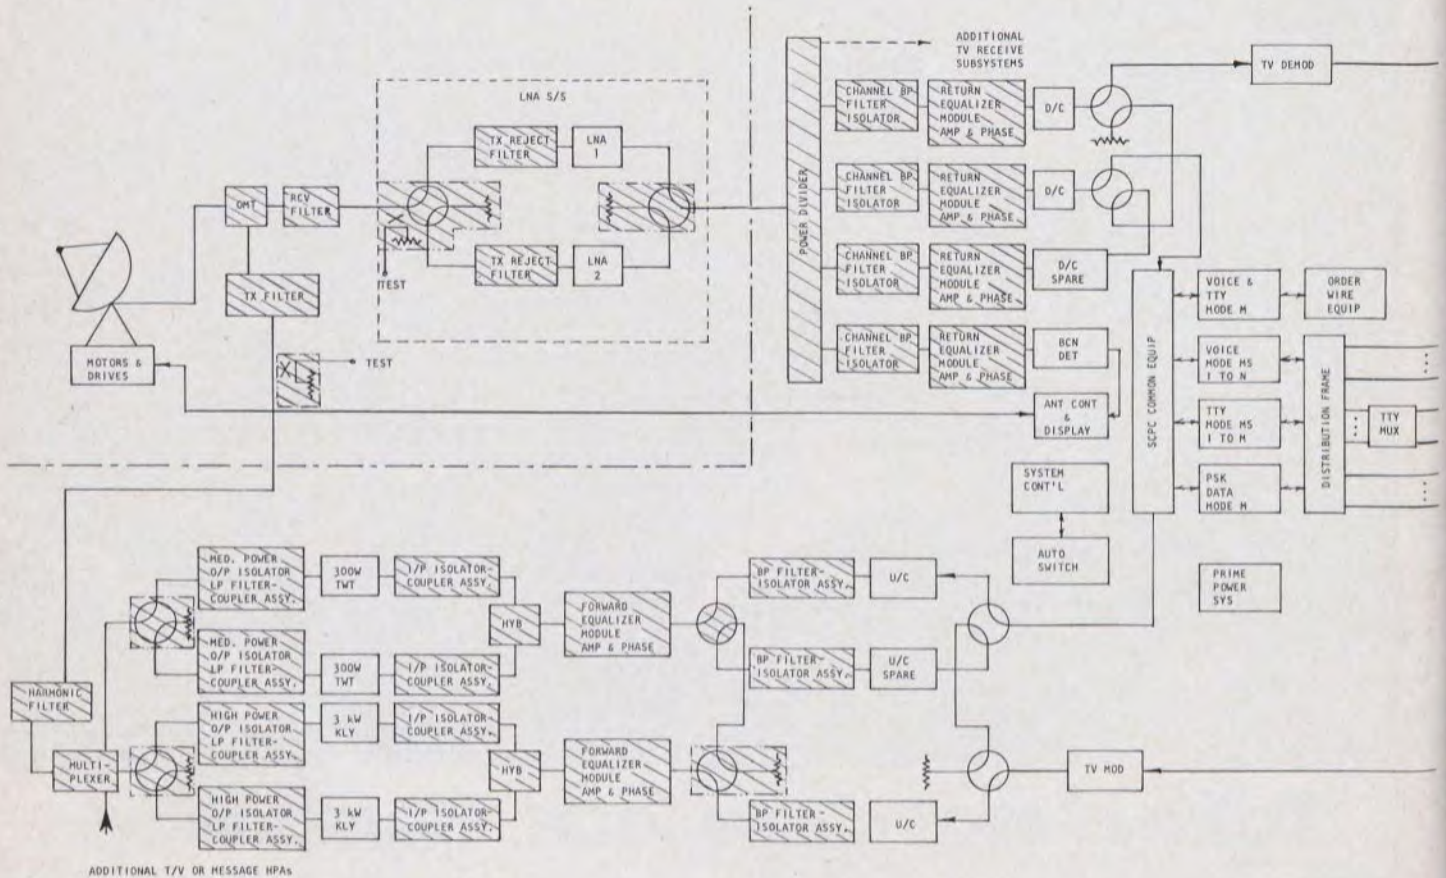 ADDITIONAL
TV RECEIVE
SUBSYSTEMS
TV DEMOD
LNA S/S
CHANNEL BP
FILTER
ISOLATOR
RETURN
EQUALIZER
MODULE
AMP & PHASE
D/C
TX REJECT
FILTER
LNA
1
CHANNEL BP
FILTER
ISOLATOR
RETURN
EQUALIZER
MODULE
AMP & PHASE
D/C
OMT
RCV
FILTER
POWER DIVIDER
TX REJECT
FILTER
LNA
2
TEST
CHANNEL BP
FILTER
ISOLATOR
RETURN
EQUALIZER
MODULE
AMP & PHASE
D/C
SPARE
TX FILTER
VOICE &
TTY
MODE M
ORDER
WIRE
EQUIP
MOTORS &
DRIVES
TEST
CHANNEL BP
FILTER
ISOLATOR
RETURN
EQUALIZER
MODULE
AMP & PHASE
BCN
DET
SCPC COMMON EQUIP
VOICE
MODE MS
I TO N
DISTRIBUTION FRAME
ANT CONT
&
DISPLAY
TTY
MODE MS
I TO M
TTY
MUX
SYSTEM
CONT'L
PSK
DATA
MODE M
AUTO
SWITCH
PRIME
POWER
SYS
MED. POWER
O/P ISOLATOR
LP FILTER-
COUPLER ASSY.
300W
TWT
I/P ISOLATOR-
COUPLER ASSY.
HYB
FORWARD
EQUALIZER
MODULE
AMP & PHASE
BP FILTER-
ISOLATOR ASSY.
U/C
MED. POWER
O/P ISOLATOR
LP FILTER-
COUPLER ASSY.
300W
TWT
I/P ISOLATOR-
COUPLER ASSY.
BP FILTER-
ISOLATOR ASSY.
U/C
SPARE
HARMONIC
FILTER
HIGH POWER
O/P ISOLATOR
LP FILTER-
COUPLER ASSY.
3 kW
KLY
I/P ISOLATOR-
COUPLER ASSY.
HYB
FORWARD
EQUALIZER
MODULE
AMP & PHASE
TV MOD
MULTI-
PLEXER
HIGH POWER
O/P ISOLATOR
LP FILTER-
COUPLER ASSY.
3 kW
KLY
I/P ISOLATOR-
COUPLER ASSY.
BP FILTER-
ISOLATOR ASSY.
U/C
ADDITIONAL T/V OR MESSAGE HPAs